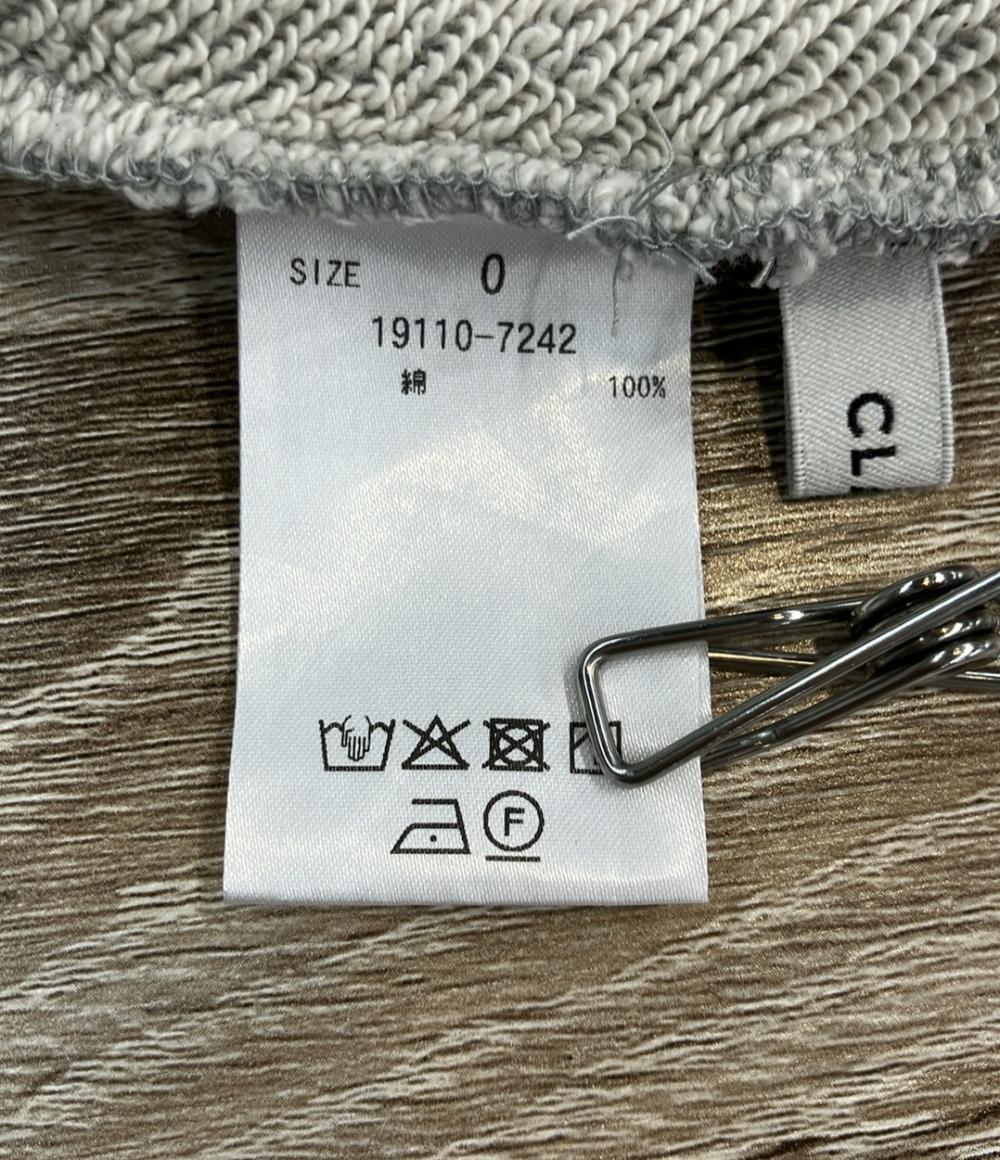 SIZE 0
19110-7242
綿 100%
F
CL